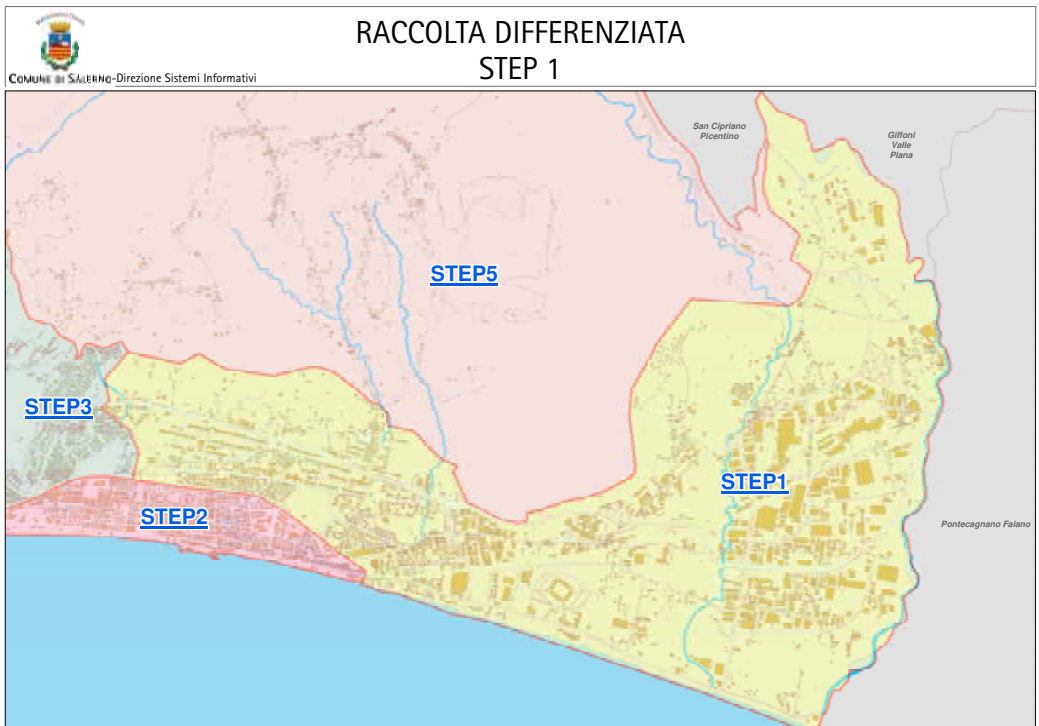 RACCOLTA DIFFERENZIATA
STEP 1
COMUNE DI SALERNO-Direzione Sistemi Informativi
San Cipriano
Picentino
Giffoni
Valle
Piana
STEP5
STEP3
STEP1
STEP2
Pontecagnano Faiano